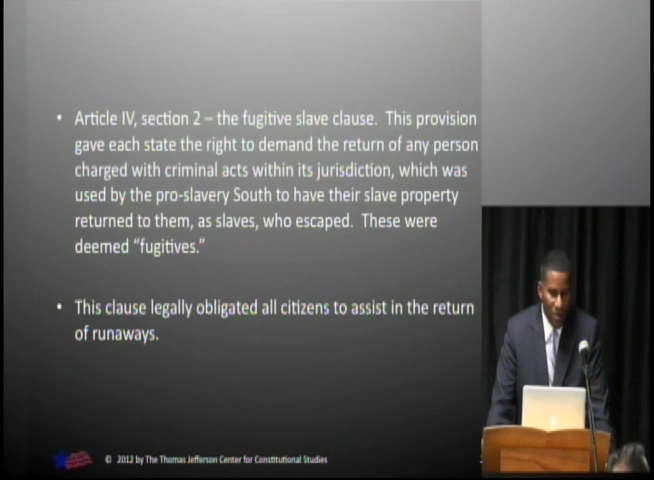 • Article IV, section 2 – the fugitive slave clause.  This provision
gave each state the right to demand the return of any person
charged with criminal acts within its jurisdiction, which was
used by the pro-slavery South to have their slave property
returned to them, as slaves, who escaped.  These were
deemed “fugitives.”
• This clause legally obligated all citizens to assist in the return
of runaways.
© 2012 by The Thomas Jefferson Center for Constitutional Studies